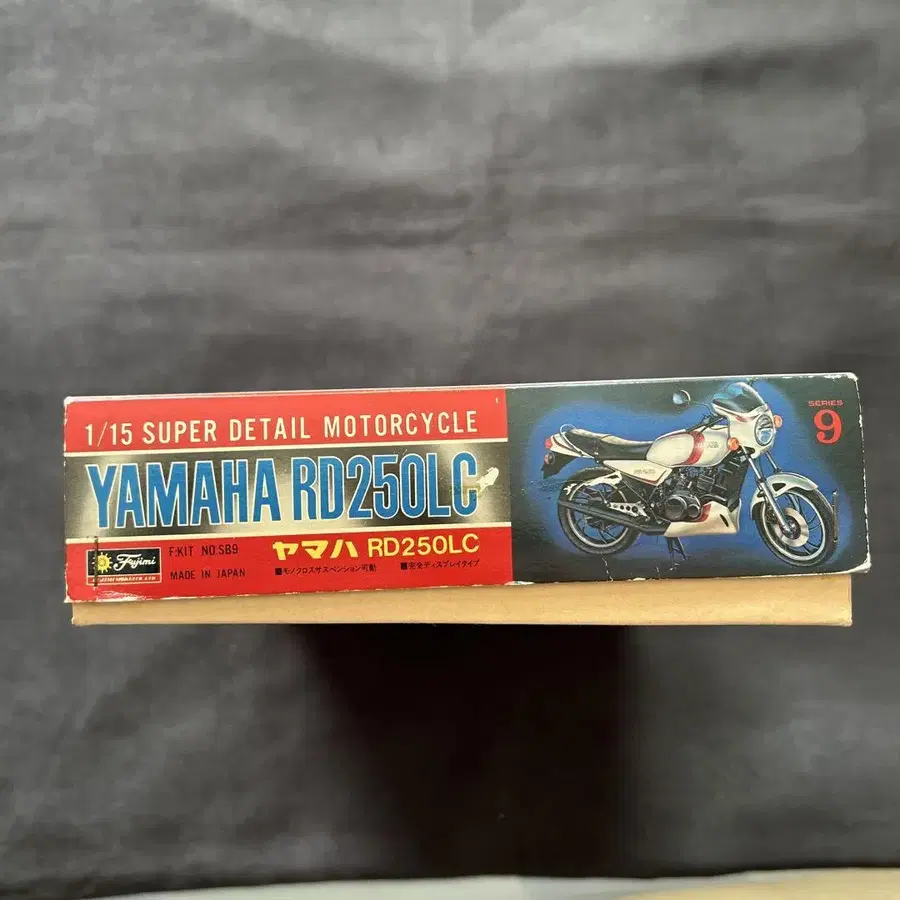 1/15 SUPER DETAIL MOTORCYCLE
YAMAHA RD250LC
Fujimi
F:KIT NO.SB9
MADE IN JAPAN
ヤマハ RD250LC
■モノクロスサスペンション可動 ■完全ディスプレイタイプ
SERIES
9